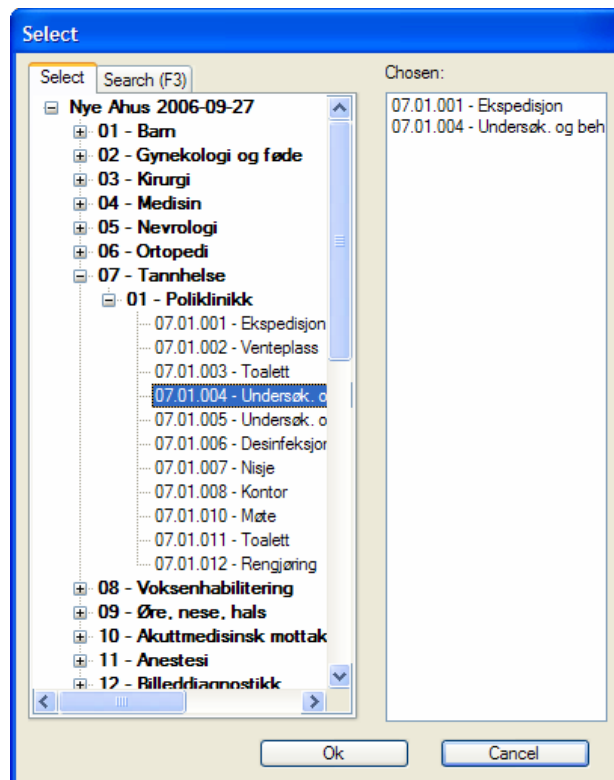 Select
Select
Search (F3)
Nye Ahus 2006-09-27
01 - Barn
02 - Gynekologi og føde
03 - Kirurgi
04 - Medisin
05 - Nevrologi
06 - Ortopedi
07 - Tannhelse
01 - Poliklinikk
07.01.001 - Ekspedisjon
07.01.002 - Venteplass
07.01.003 - Toalett
07.01.004 - Undersøk. o
07.01.005 - Undersøk. o
07.01.006 - Desinfeksjor
07.01.007 - Nisje
07.01.008 - Kontor
07.01.010 - Møte
07.01.011 - Toalett
07.01.012 - Rengjøring
08 - Voksenhabilitering
09 - Øre, nese, hals
10 - Akuttmedisinsk mottak
11 - Anestesi
12 - Billeddiagnostikk
Chosen:
07.01.001 - Ekspedisjon
07.01.004 - Undersøk. og beh
Ok
Cancel